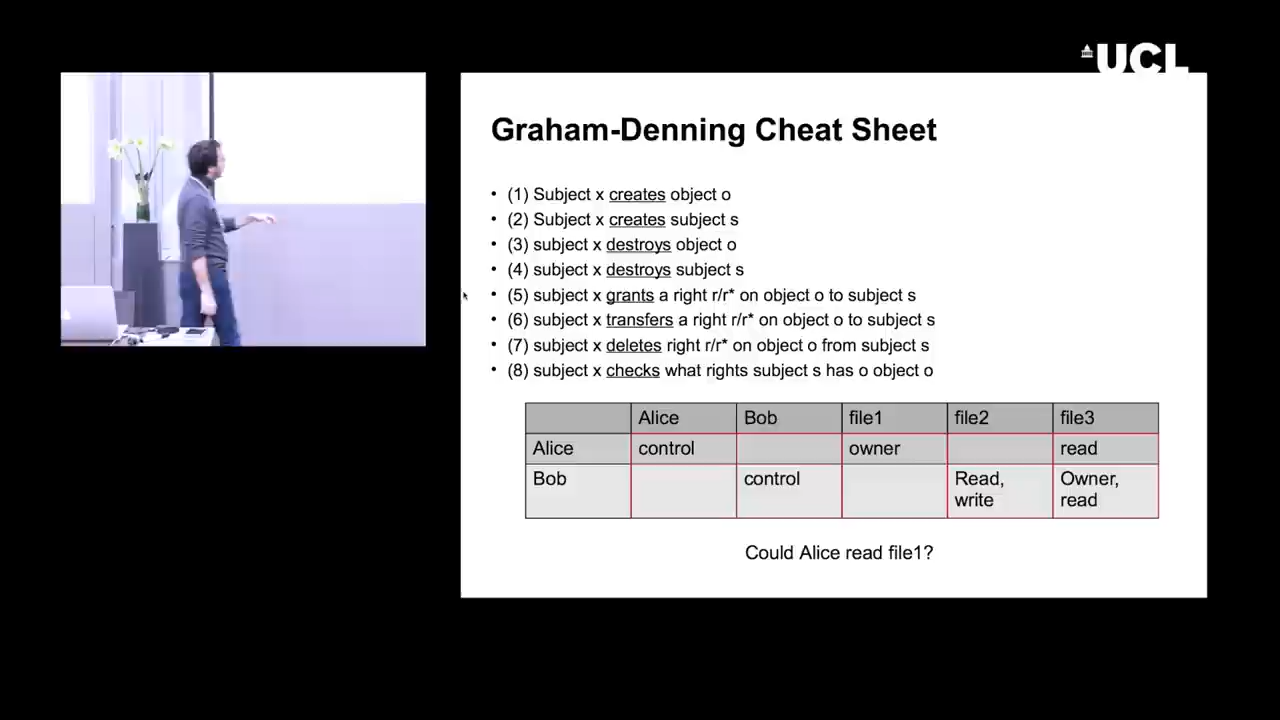 UCL
Graham-Denning Cheat Sheet
• (1) Subject x creates object o
• (2) Subject x creates subject s
• (3) subject x destroys object o
• (4) subject x destroys subject s
• (5) subject x grants a right r/r* on object o to subject s
• (6) subject x transfers a right r/r* on object o to subject s
• (7) subject x deletes right r/r* on object o from subject s
• (8) subject x checks what rights subject s has o object o
Alice Bob file1 file2 file3
Alice control owner read
Bob control Read, write Owner, read
Could Alice read file1?